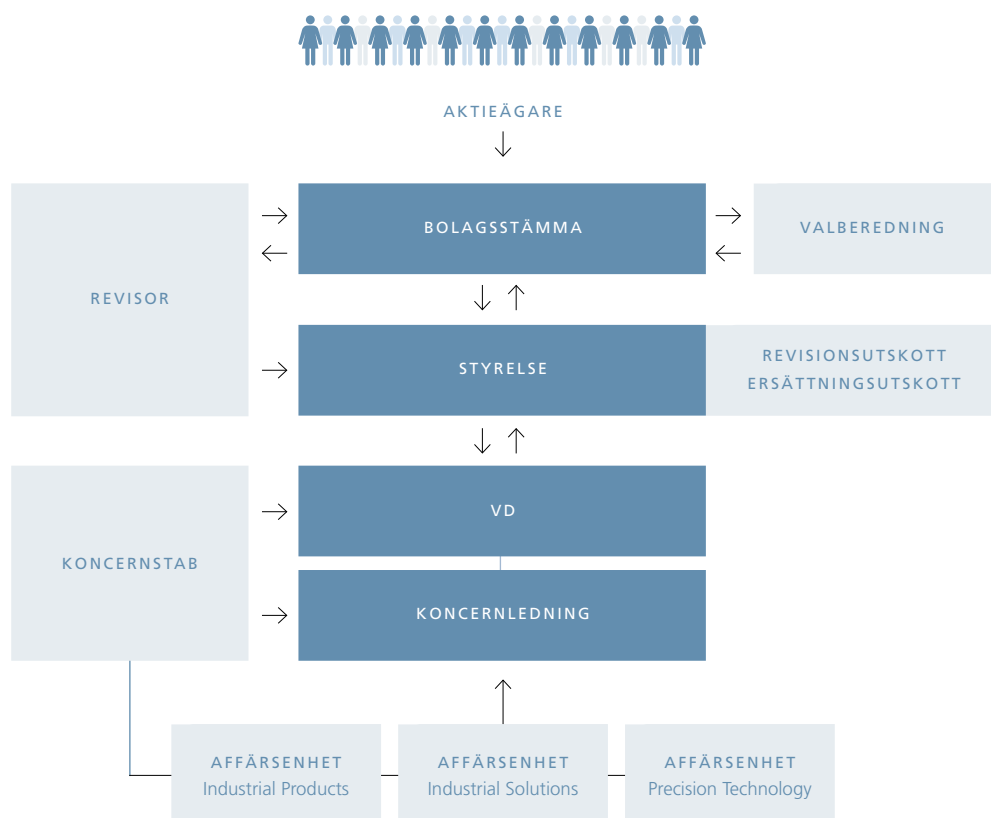 AKTIEÄGARE
BOLAGSSTÄMMA
VALBEREDNING
REVISOR
STYRELSE
REVISIONSUTSKOTT
ERSÄTTNINGSUTSKOTT
VD
KONCERNSTAB
KONCERNLEDNING
AFFÄRSENHET
Industrial Products
AFFÄRSENHET
Industrial Solutions
AFFÄRSENHET
Precision Technology